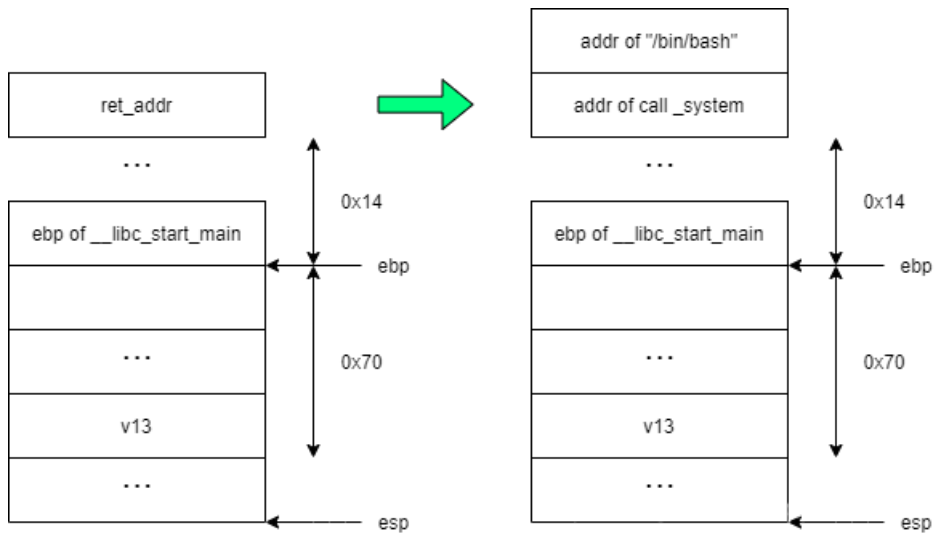 addr of "/bin/bash"
ret_addr
addr of call _system
...
0x14
...
0x14
ebp of __libc_start_main
ebp
ebp of __libc_start_main
ebp
...
0x70
...
0x70
v13
v13
...
esp
...
esp